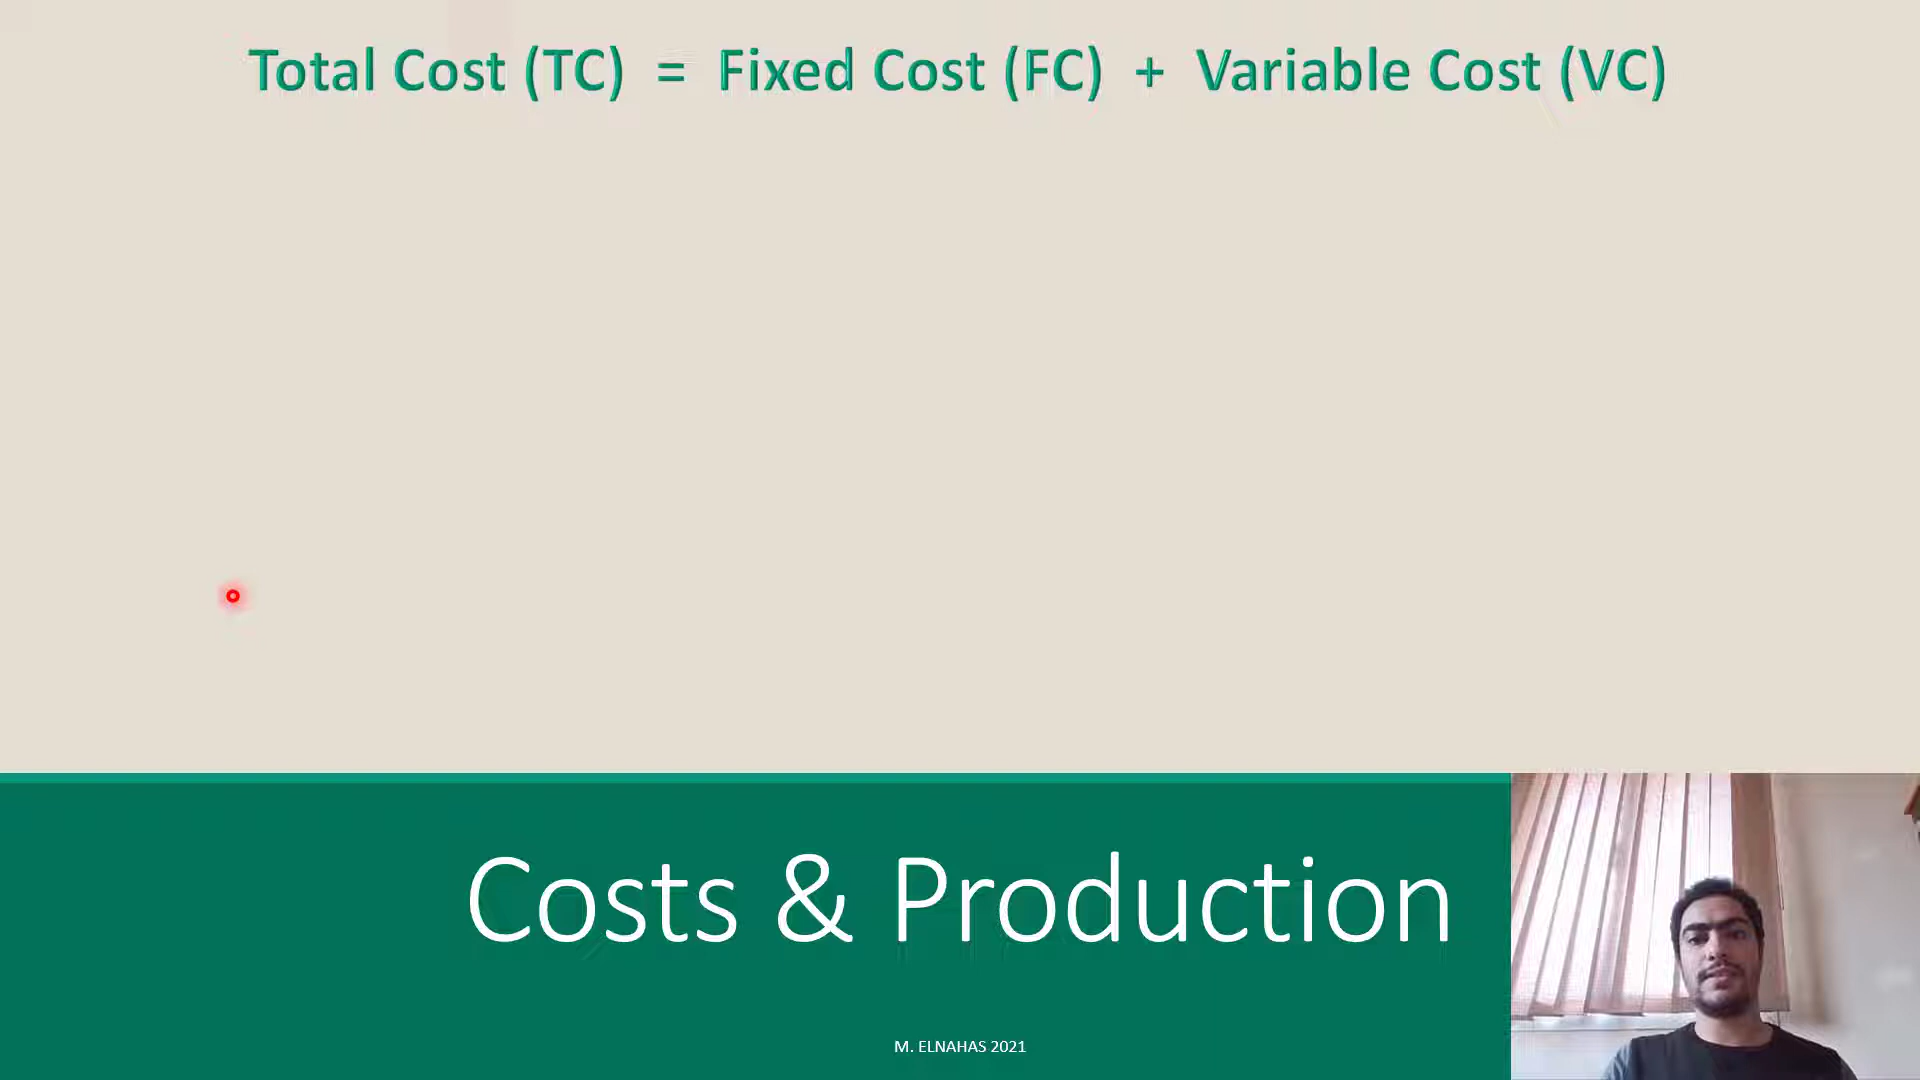 Total Cost (TC) = Fixed Cost (FC) + Variable Cost (VC)
Costs & Production
M. ELNAHAS 2021